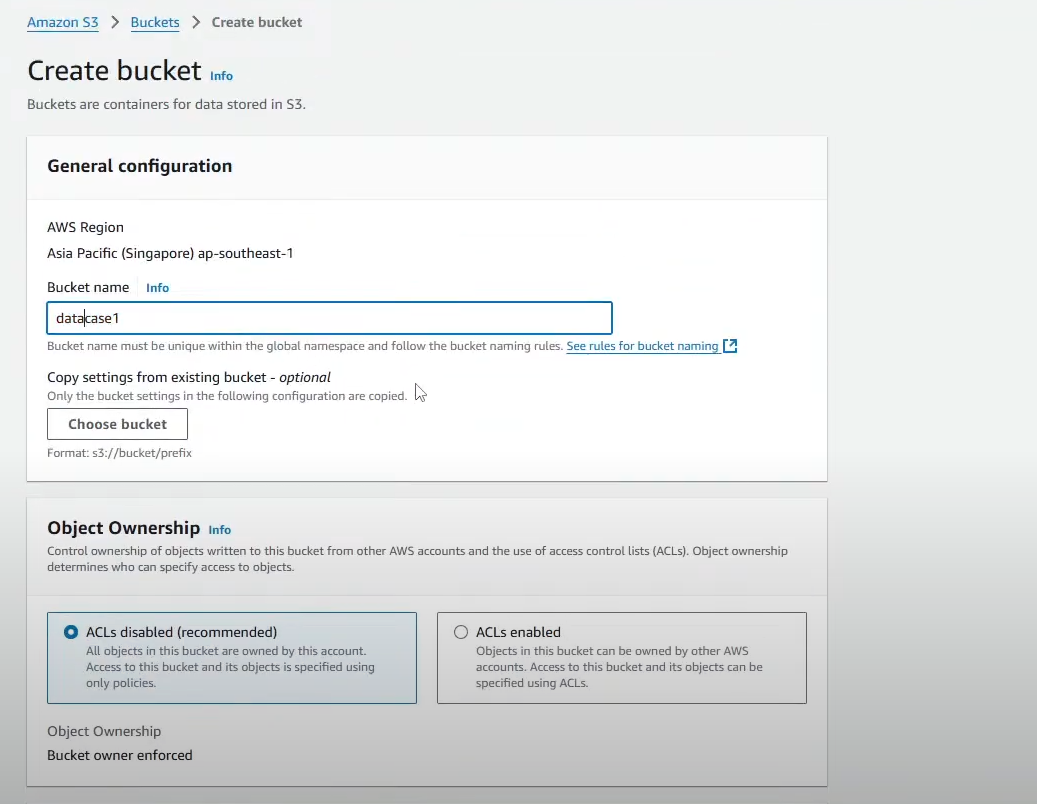 Amazon S3 > Buckets > Create bucket
Create bucket Info
Buckets are containers for data stored in S3.
General configuration
AWS Region
Asia Pacific (Singapore) ap-southeast-1
Bucket name Info
datacase1
Bucket name must be unique within the global namespace and follow the bucket naming rules. See rules for bucket naming
Copy settings from existing bucket - optional
Only the bucket settings in the following configuration are copied.
Choose bucket
Format: s3://bucket/prefix
Object Ownership Info
Control ownership of objects written to this bucket from other AWS accounts and the use of access control lists (ACLs). Object ownership
determines who can specify access to objects.
ACLs disabled (recommended)
All objects in this bucket are owned by this account.
Access to this bucket and its objects is specified using
only policies.
ACLs enabled
Objects in this bucket can be owned by other AWS
accounts. Access to this bucket and its objects can be
specified using ACLs.
Object Ownership
Bucket owner enforced